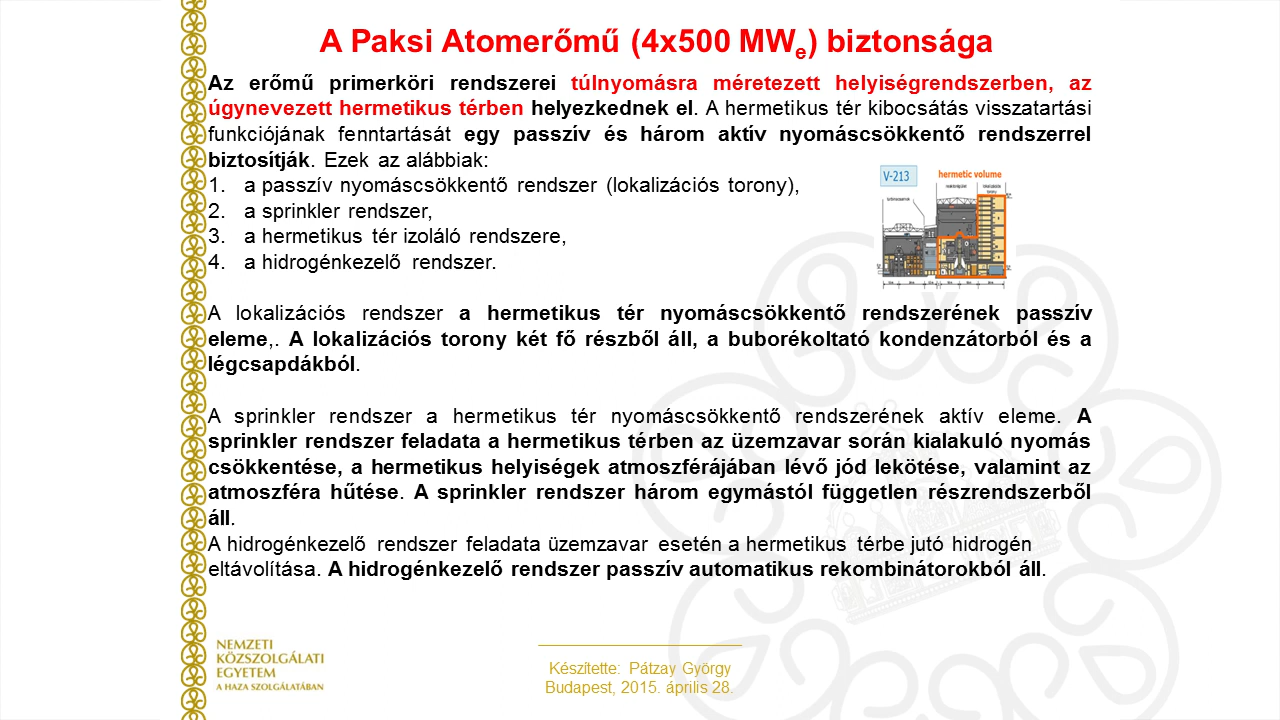 A Paksi Atomerőmű (4x500 MWe) biztonsága
Az erőmű primerköri rendszerei túlnyomásra méretezett helyiségrendszerben, az
úgynevezett hermetikus térben helyezkednek el. A hermetikus tér kibocsátás visszatartási
funkciójának fenntartását egy passzív és három aktív nyomáscsökkentő rendszerrel
biztosítják. Ezek az alábbiak:
1. a passzív nyomáscsökkentő rendszer (lokalizációs torony),
2. a sprinkler rendszer,
3. a hermetikus tér izoláló rendszere,
4. a hidrogénkezelő rendszer.
V-213
hermetic volume
A lokalizációs rendszer a hermetikus tér nyomáscsökkentő rendszerének passzív
eleme,. A lokalizációs torony két fő részből áll, a buborékoltató kondenzátorból és a
légcsapdákból.
A sprinkler rendszer a hermetikus tér nyomáscsökkentő rendszerének aktív eleme. A
sprinkler rendszer feladata a hermetikus térben az üzemzavar során kialakuló nyomás
csökkentése, a hermetikus helyiségek atmoszférájában lévő jód lekötése, valamint az
atmoszféra hűtése. A sprinkler rendszer három egymástól független részrendszerből
áll.
A hidrogénkezelő rendszer feladata üzemzavar esetén a hermetikus térbe jutó hidrogén
eltávolítása. A hidrogénkezelő rendszer passzív automatikus rekombinátorokból áll.
NEMZETI
KÖZSZOLGÁLATI
EGYETEM
A HAZA SZOLGÁLATÁBAN
Készítette: Pátzay György
Budapest, 2015. április 28.